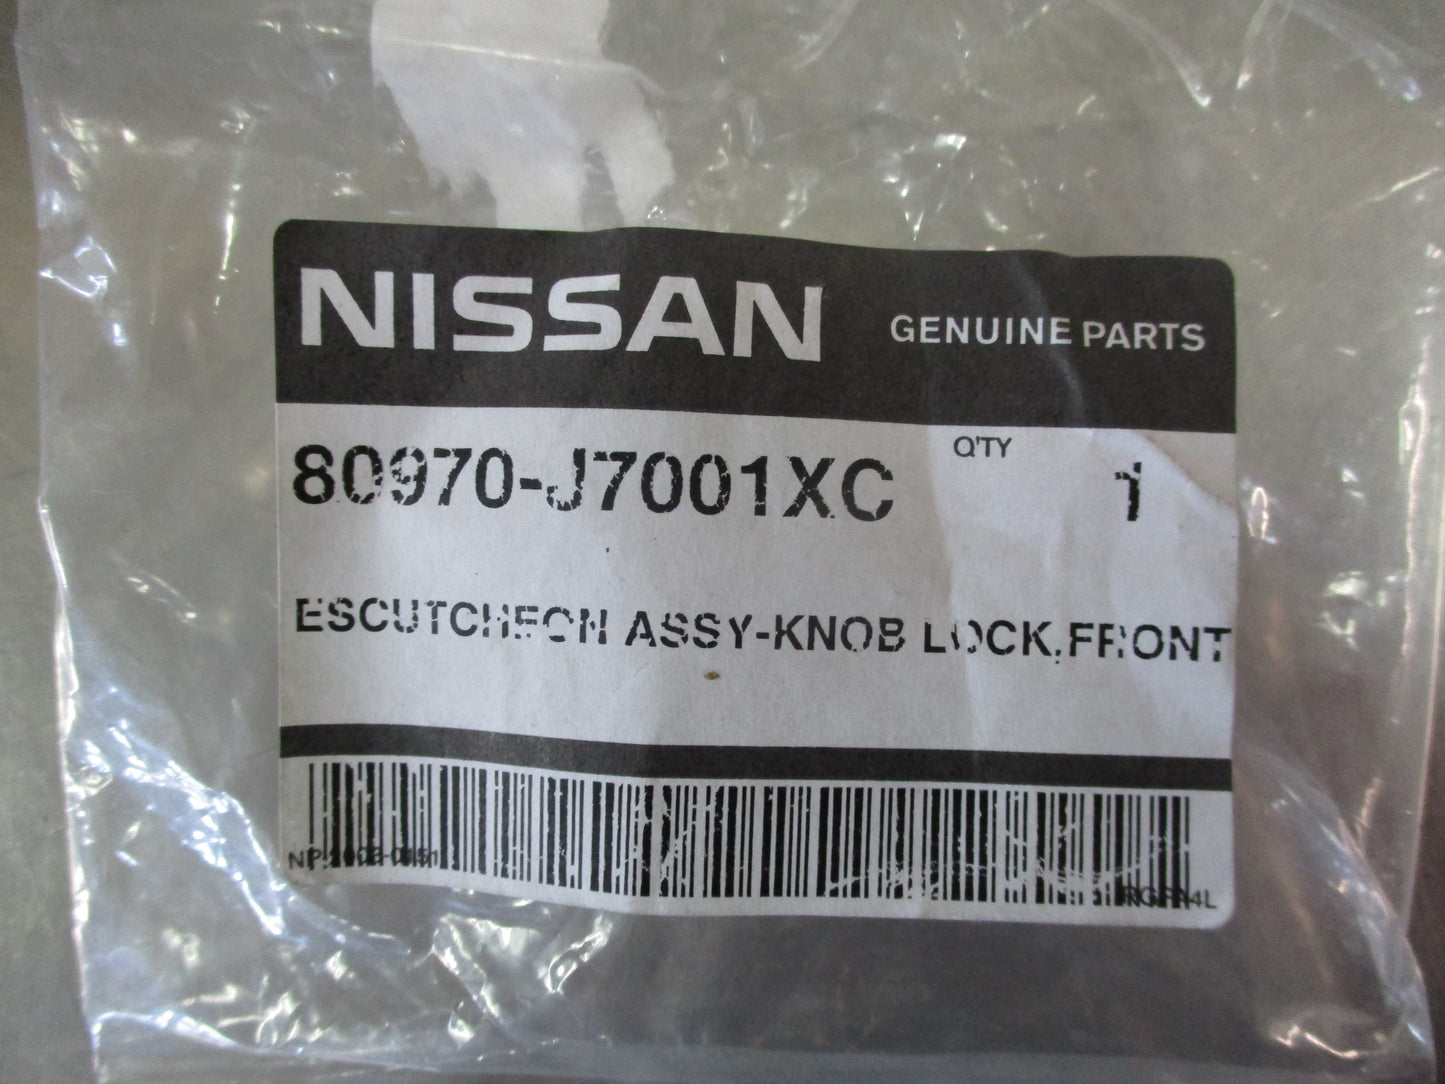 NISSAN GENUINE PARTS
80970-J7001XC Q'TY 1
ESCUTCHEON ASSY-KNOB LOCK,FRONT